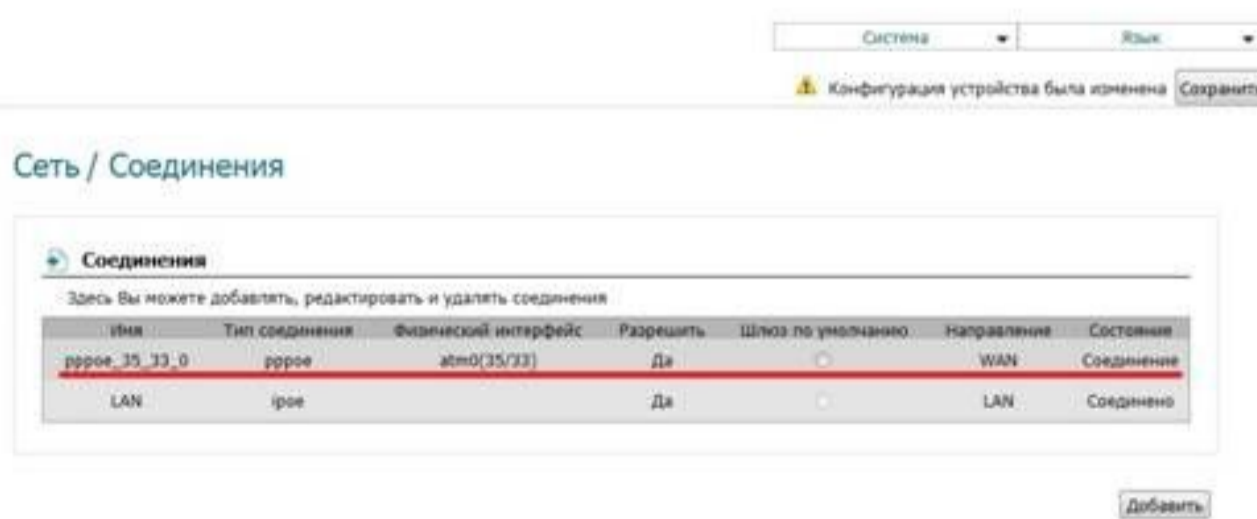 Система Язык
Конфигурация устройства была изменена Сохранить
Сеть / Соединения
Соединения
Здесь Вы можете добавлять, редактировать и удалять соединения
Имя Тип соединения Физический интерфейс Разрешить Шлюз по умолчанию Направление Состояние
pppoe_35_33_0 pppoe atm0(35/33) Да WAN Соединение
LAN ipoe Да LAN Соединено
Добавить